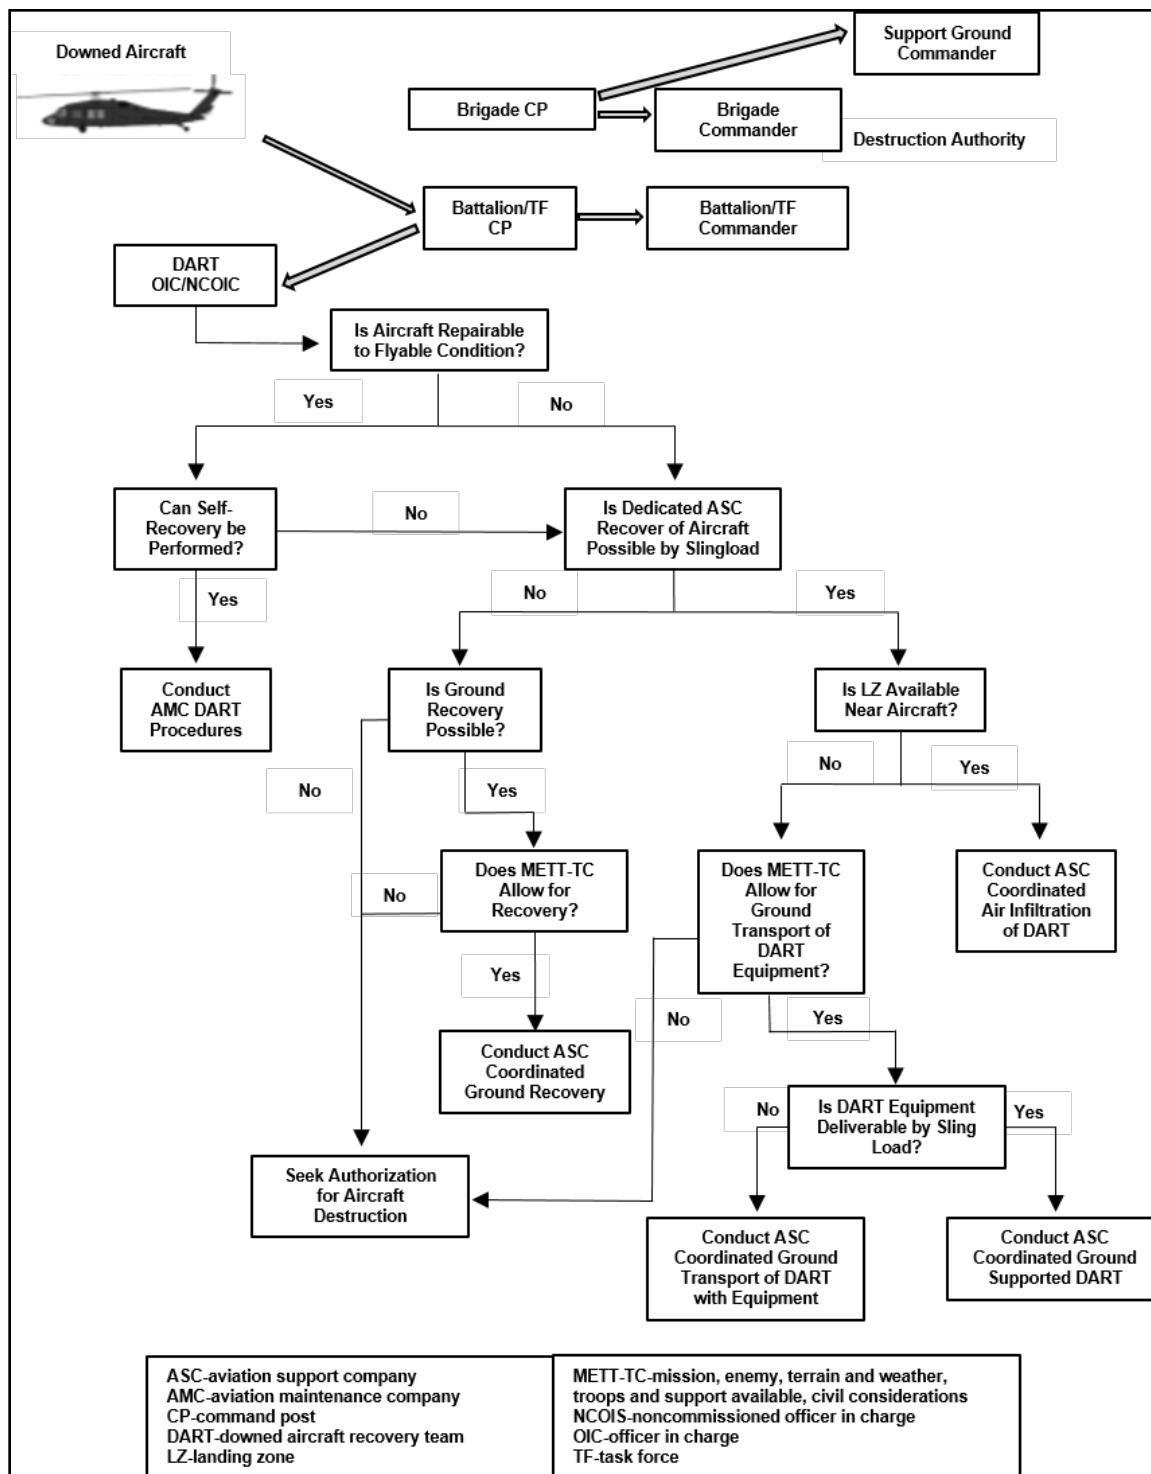 Downed Aircraft
Support Ground
Commander
Brigade CP
Brigade
Commander
Destruction Authority
Battalion/TF
CP
Battalion/TF
Commander
DART
OIC/NCOIC
Is Aircraft Repairable
to Flyable Condition?
Yes
No
Can Self-
Recovery be
Performed?
No
Is Dedicated ASC
Recover of Aircraft
Possible by Slingload
Yes
No
Yes
Conduct
AMC DART
Procedures
Is Ground
Recovery
Possible?
Is LZ Available
Near Aircraft?
No
Yes
No
Yes
Does METT-TC
Allow for
Recovery?
No
Does METT-TC
Allow for
Ground
Transport of
DART
Equipment?
Conduct ASC
Coordinated
Air Infiltration
of DART
Yes
No
Yes
Conduct ASC
Coordinated
Ground Recovery
No
Is DART Equipment
Deliverable by Sling
Load?
Yes
Seek Authorization
for Aircraft
Destruction
Conduct ASC
Coordinated Ground
Transport of DART
with Equipment
Conduct ASC
Coordinated Ground
Supported DART
ASC-aviation support company
AMC-aviation maintenance company
CP-command post
DART-downed aircraft recovery team
LZ-landing zone
METT-TC-mission, enemy, terrain and weather,
troops and support available, civil considerations
NCOIS-noncommissioned officer in charge
OIC-officer in charge
TF-task force